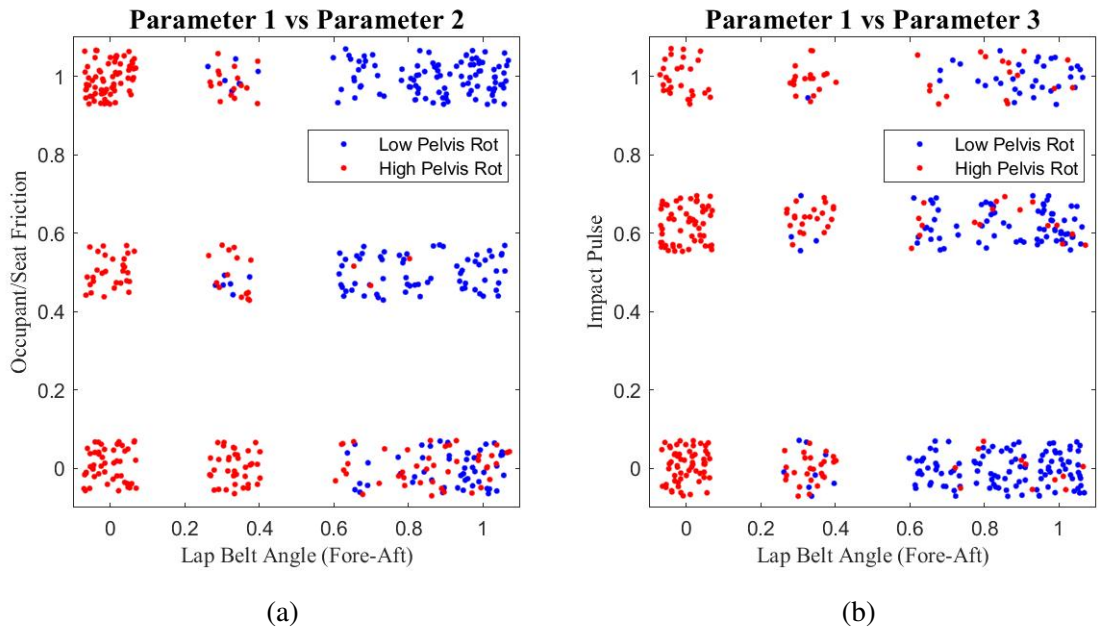 Parameter 1 vs Parameter 2
Occupant/Seat Friction
1
0.8
0.6
0.4
0.2
0
Low Pelvis Rot
High Pelvis Rot
0 0.2 0.4 0.6 0.8 1
Lap Belt Angle (Fore-Aft)
(a)
Parameter 1 vs Parameter 3
Impact Pulse
1
0.8
0.6
0.4
0.2
0
Low Pelvis Rot
High Pelvis Rot
0 0.2 0.4 0.6 0.8 1
Lap Belt Angle (Fore-Aft)
(b)